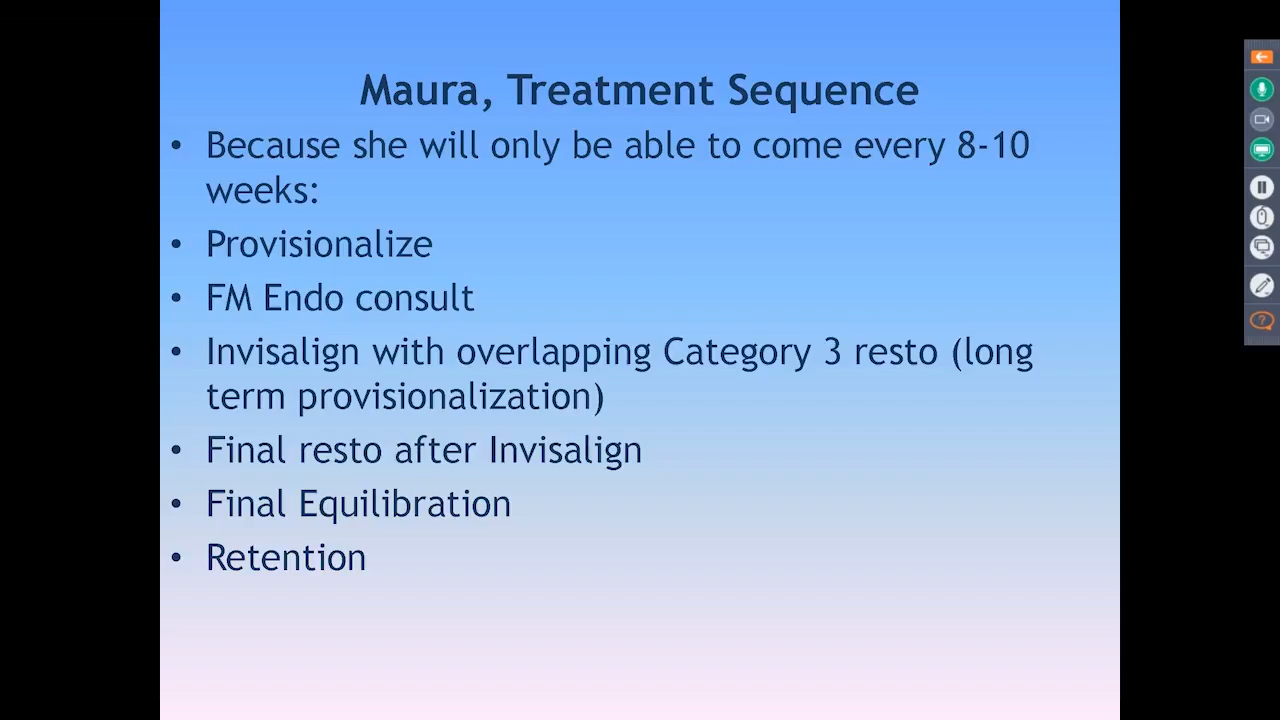 Maura, Treatment Sequence
• Because she will only be able to come every 8-10
weeks:
• Provisionalize
• FM Endo consult
• Invisalign with overlapping Category 3 resto (long
term provisionalization)
• Final resto after Invisalign
• Final Equilibration
• Retention